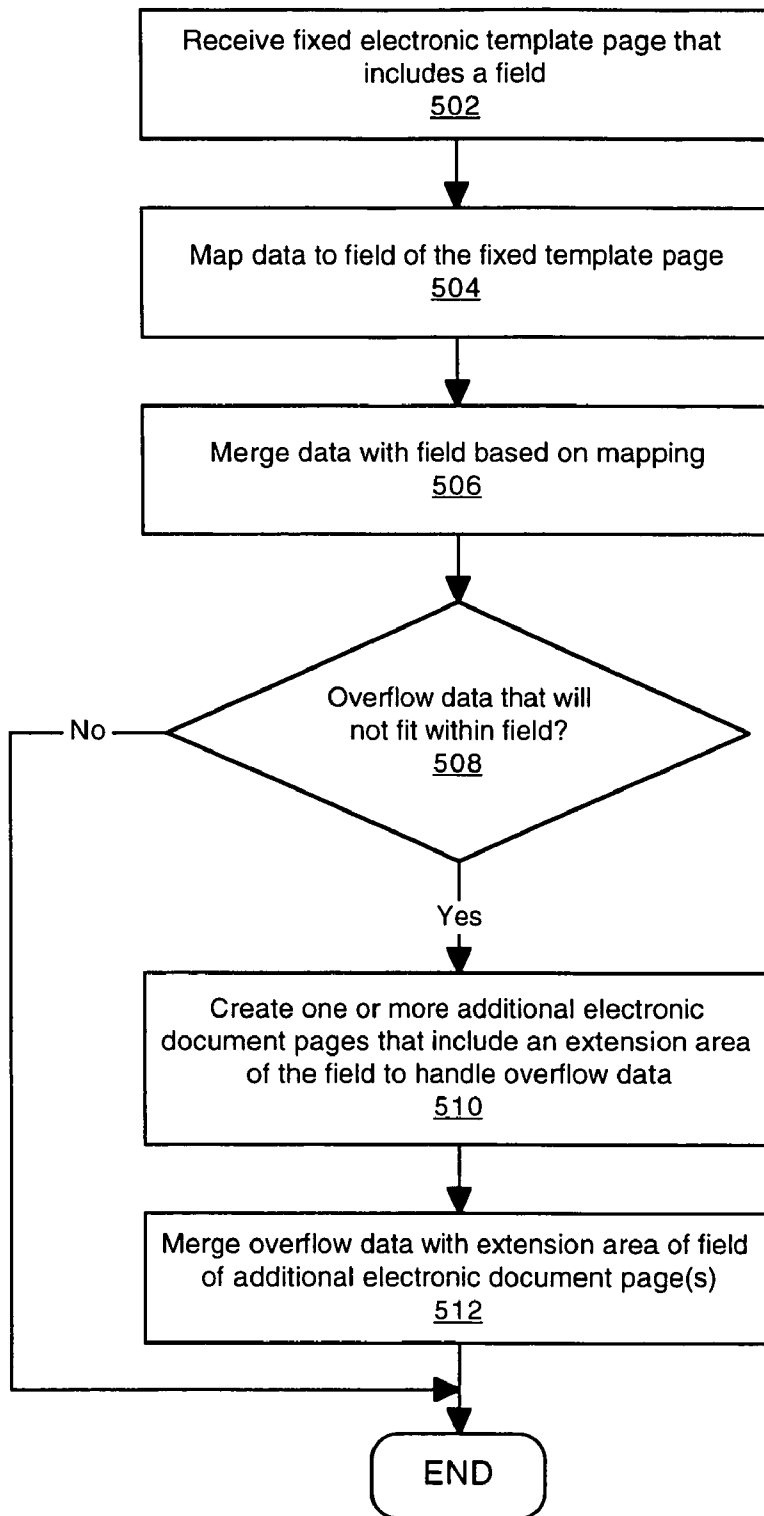 Receive fixed electronic template page that
includes a field
502
Map data to field of the fixed template page
504
Merge data with field based on mapping
506
Overflow data that will
not fit within field?
508
No
Yes
Create one or more additional electronic
document pages that include an extension area
of the field to handle overflow data
510
Merge overflow data with extension area of field
of additional electronic document page(s)
512
END